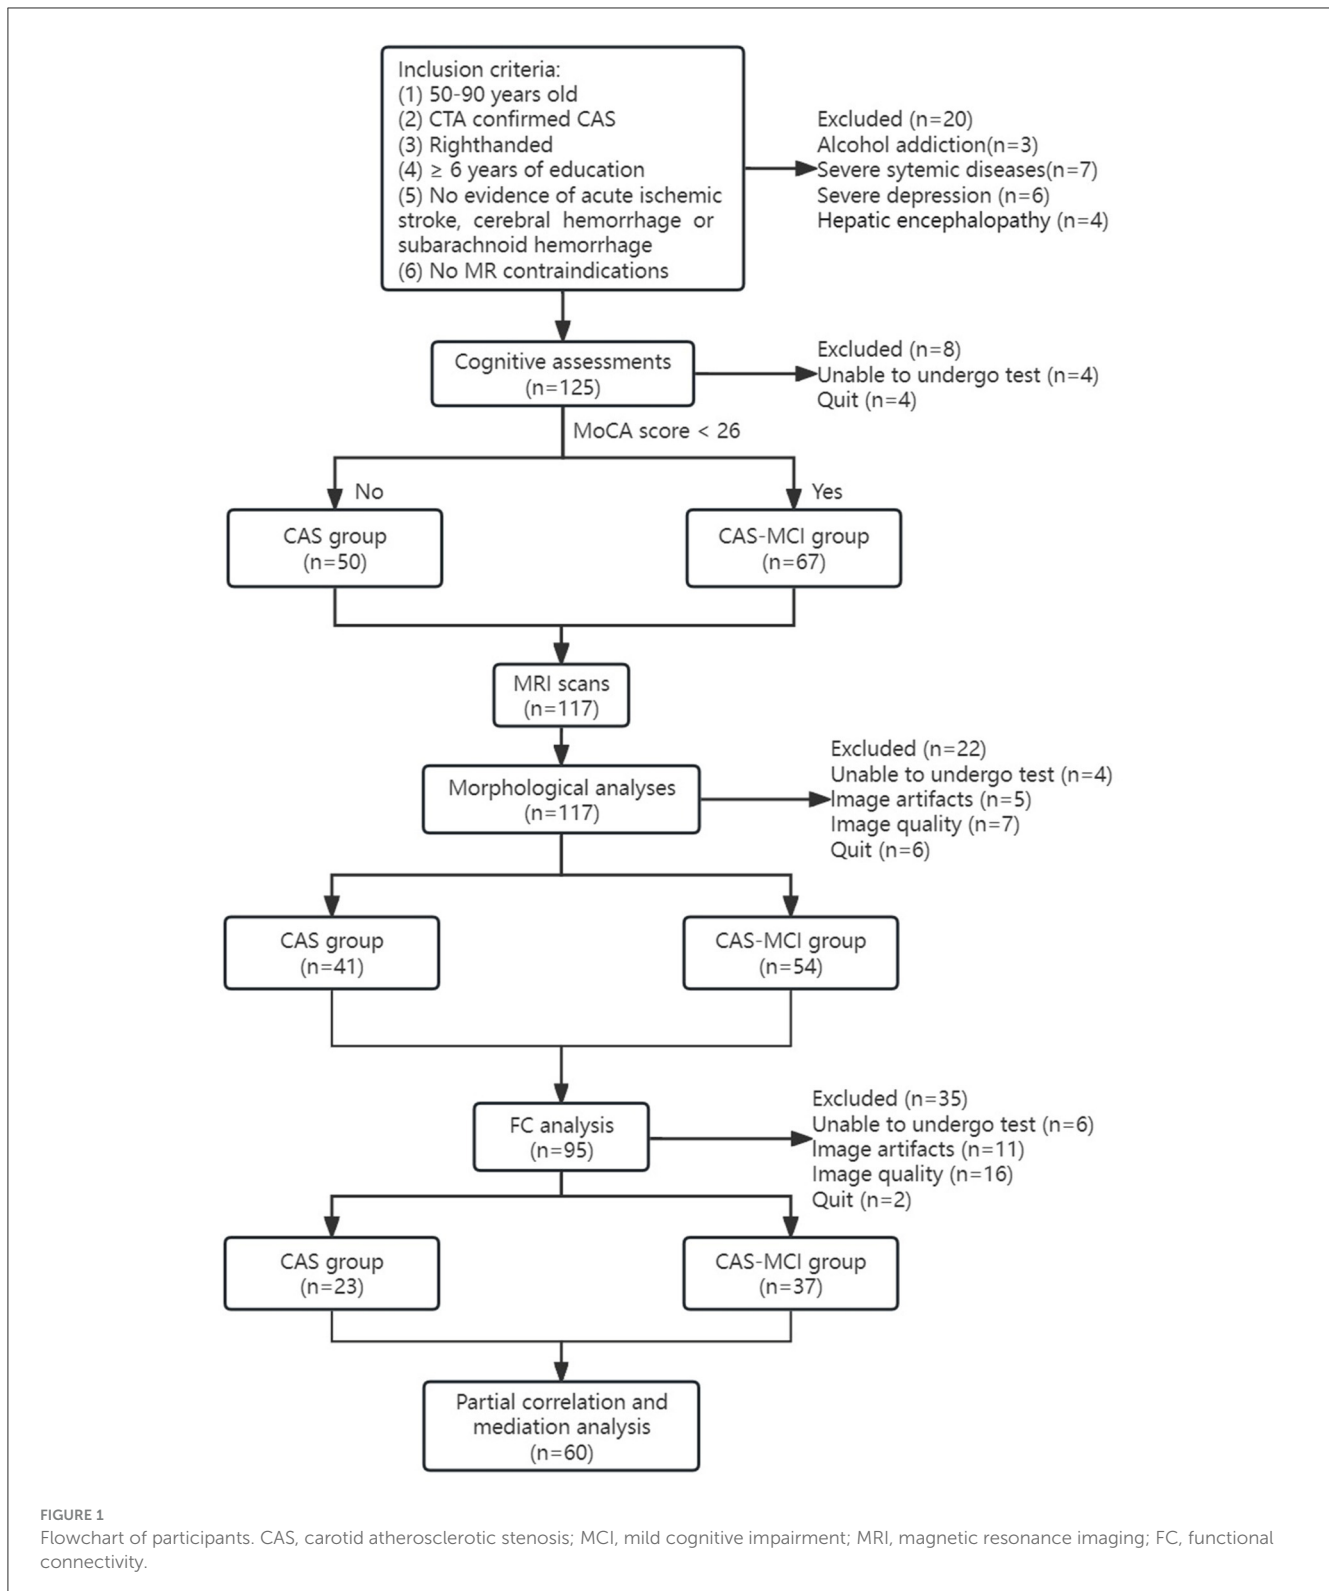 Inclusion criteria:
(1) 50-90 years old
(2) CTA confirmed CAS
(3) Righthanded
(4) ≥ 6 years of education
(5) No evidence of acute ischemic
stroke, cerebral hemorrhage or
subarachnoid hemorrhage
(6) No MR contraindications
Excluded (n=20)
Alcohol addiction(n=3)
Severe sytemic diseases(n=7)
Severe depression (n=6)
Hepatic encephalopathy (n=4)
Cognitive assessments
(n=125)
Excluded (n=8)
Unable to undergo test (n=4)
Quit (n=4)
MoCA score < 26
No
Yes
CAS group
(n=50)
CAS-MCI group
(n=67)
MRI scans
(n=117)
Morphological analyses
(n=117)
Excluded (n=22)
Unable to undergo test (n=4)
Image artifacts (n=5)
Image quality (n=7)
Quit (n=6)
CAS group
(n=41)
CAS-MCI group
(n=54)
FC analysis
(n=95)
Excluded (n=35)
Unable to undergo test (n=6)
Image artifacts (n=11)
Image quality (n=16)
Quit (n=2)
CAS group
(n=23)
CAS-MCI group
(n=37)
Partial correlation and
mediation analysis
(n=60)
FIGURE 1
Flowchart of participants. CAS, carotid atherosclerotic stenosis; MCI, mild cognitive impairment; MRI, magnetic resonance imaging; FC, functional
connectivity.